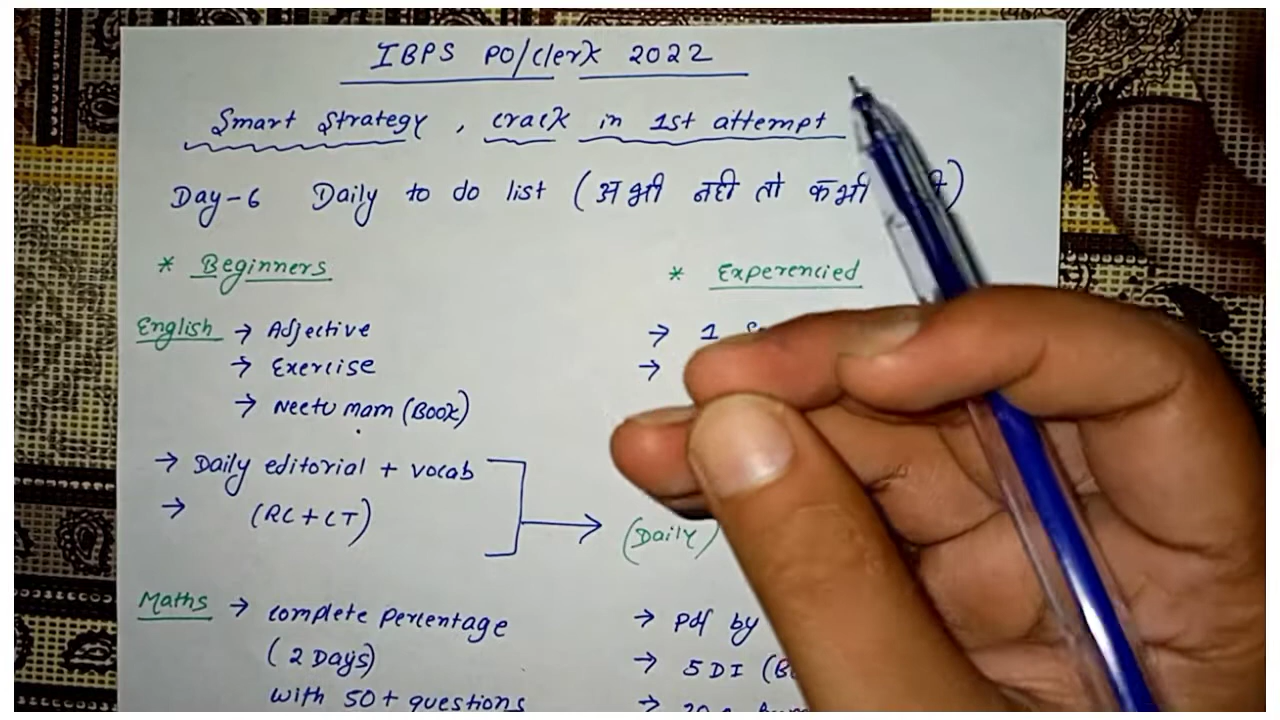 IBPS PO/Clerk 2022
Smart Strategy, crack in 1st attempt
Day-6 Daily to do list (अभी नही तो कभी
* Beginners
* Experencied
English → Adjective
→ Exercise
→ Neetu mam (Book)
→ 1
→
→ Daily editorial + vocab
→ (RC + CT)
(Daily)
Maths → complete percentage
(2 Days)
with 50+ questions
→ pdf by
→ 5 DI
→ 20